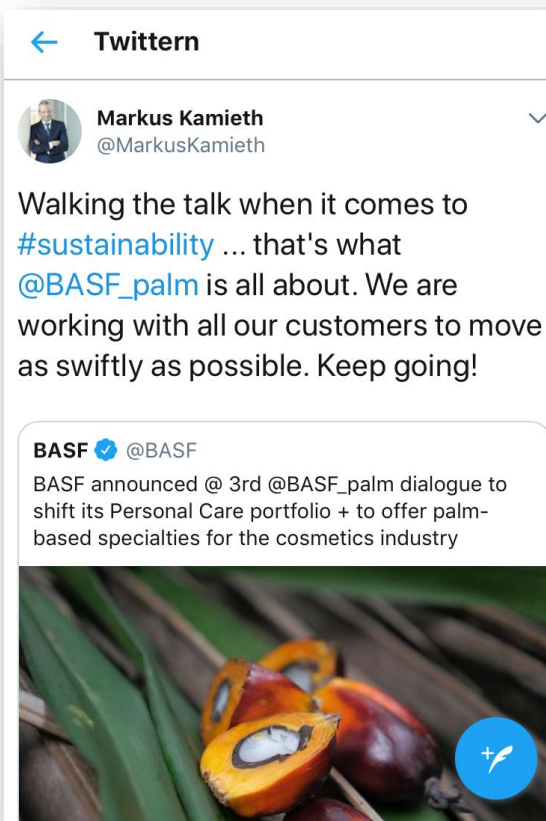 Twittern
Markus Kamieth
@MarkusKamieth
Walking the talk when it comes to
#sustainability ... that's what
@BASF_palm is all about. We are
working with all our customers to move
as swiftly as possible. Keep going!
BASF @BASF
BASF announced @ 3rd @BASF_palm dialogue to
shift its Personal Care portfolio + to offer palm-
based specialties for the cosmetics industry